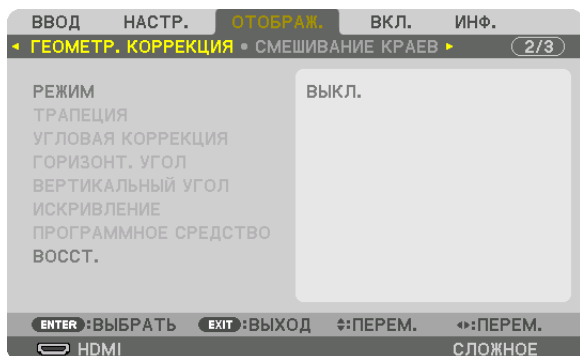 ВВОД НАСТР. ОТОБРАЖ. ВКЛ. ИНФ.
ГЕОМЕТР. КОРРЕКЦИЯ • СМЕШИВАНИЕ КРАЕВ 2/3
РЕЖИМ ВЫКЛ.
ТРАПЕЦИЯ
УГЛОВАЯ КОРРЕКЦИЯ
ГОРИЗОНТ. УГОЛ
ВЕРТИКАЛЬНЫЙ УГОЛ
ИСКРИВЛЕНИЕ
ПРОГРАММНОЕ СРЕДСТВО
ВОССТ.
ENTER :ВЫБРАТЬ EXIT :ВЫХОД :ПЕРЕМ. :ПЕРЕМ.
HDMI СЛОЖНОЕ